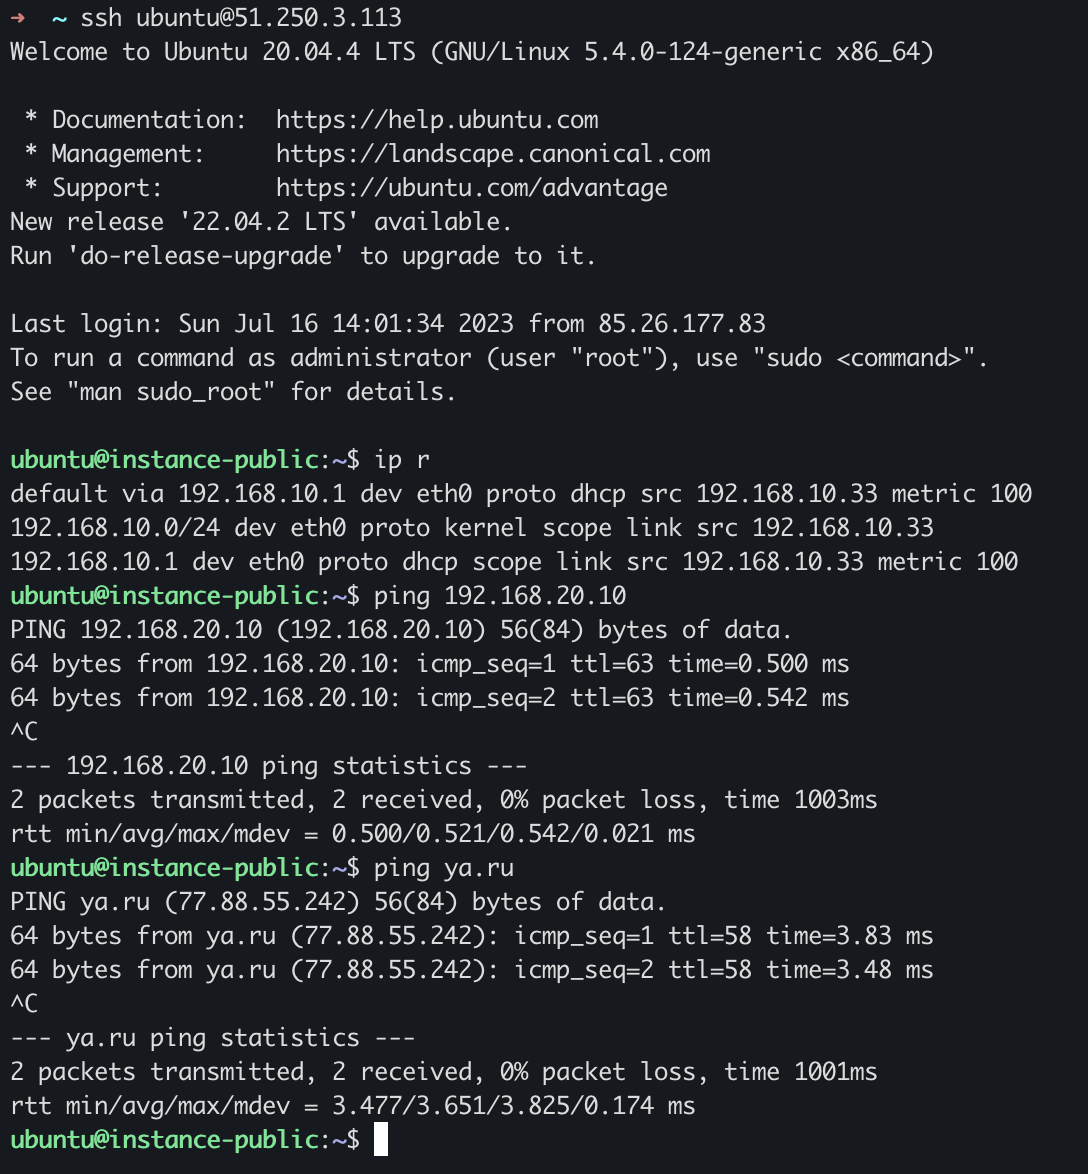 → ~ ssh ubuntu@51.250.3.113
Welcome to Ubuntu 20.04.4 LTS (GNU/Linux 5.4.0-124-generic x86_64)

 * Documentation:  https://help.ubuntu.com
 * Management:     https://landscape.canonical.com
 * Support:        https://ubuntu.com/advantage
New release '22.04.2 LTS' available.
Run 'do-release-upgrade' to upgrade to it.

Last login: Sun Jul 16 14:01:34 2023 from 85.26.177.83
To run a command as administrator (user "root"), use "sudo <command>".
See "man sudo_root" for details.

ubuntu@instance-public:~$ ip r
default via 192.168.10.1 dev eth0 proto dhcp src 192.168.10.33 metric 100
192.168.10.0/24 dev eth0 proto kernel scope link src 192.168.10.33
192.168.10.1 dev eth0 proto dhcp scope link src 192.168.10.33 metric 100
ubuntu@instance-public:~$ ping 192.168.20.10
PING 192.168.20.10 (192.168.20.10) 56(84) bytes of data.
64 bytes from 192.168.20.10: icmp_seq=1 ttl=63 time=0.500 ms
64 bytes from 192.168.20.10: icmp_seq=2 ttl=63 time=0.542 ms
^C
--- 192.168.20.10 ping statistics ---
2 packets transmitted, 2 received, 0% packet loss, time 1003ms
rtt min/avg/max/mdev = 0.500/0.521/0.542/0.021 ms
ubuntu@instance-public:~$ ping ya.ru
PING ya.ru (77.88.55.242) 56(84) bytes of data.
64 bytes from ya.ru (77.88.55.242): icmp_seq=1 ttl=58 time=3.83 ms
64 bytes from ya.ru (77.88.55.242): icmp_seq=2 ttl=58 time=3.48 ms
^C
--- ya.ru ping statistics ---
2 packets transmitted, 2 received, 0% packet loss, time 1001ms
rtt min/avg/max/mdev = 3.477/3.651/3.825/0.174 ms
ubuntu@instance-public:~$